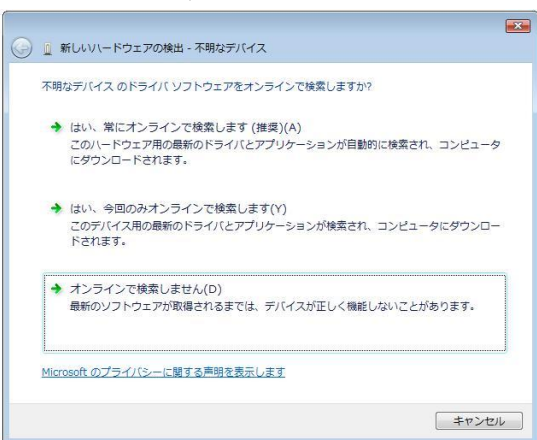 新しいハードウェアの検出 - 不明なデバイス
不明なデバイス のドライバ ソフトウェアをオンラインで検索しますか?
はい、常にオンラインで検索します (推奨)(A)
このハードウェア用の最新のドライバとアプリケーションが自動的に検索され、コンピュータ
にダウンロードされます。
はい、今回のみオンラインで検索します(Y)
このデバイス用の最新のドライバとアプリケーションが検索され、コンピュータにダウンロー
ドされます。
オンラインで検索しません(D)
最新のソフトウェアが取得されるまでは、デバイスが正しく機能しないことがあります。
Microsoft のプライバシーに関する声明を表示します
キャンセル